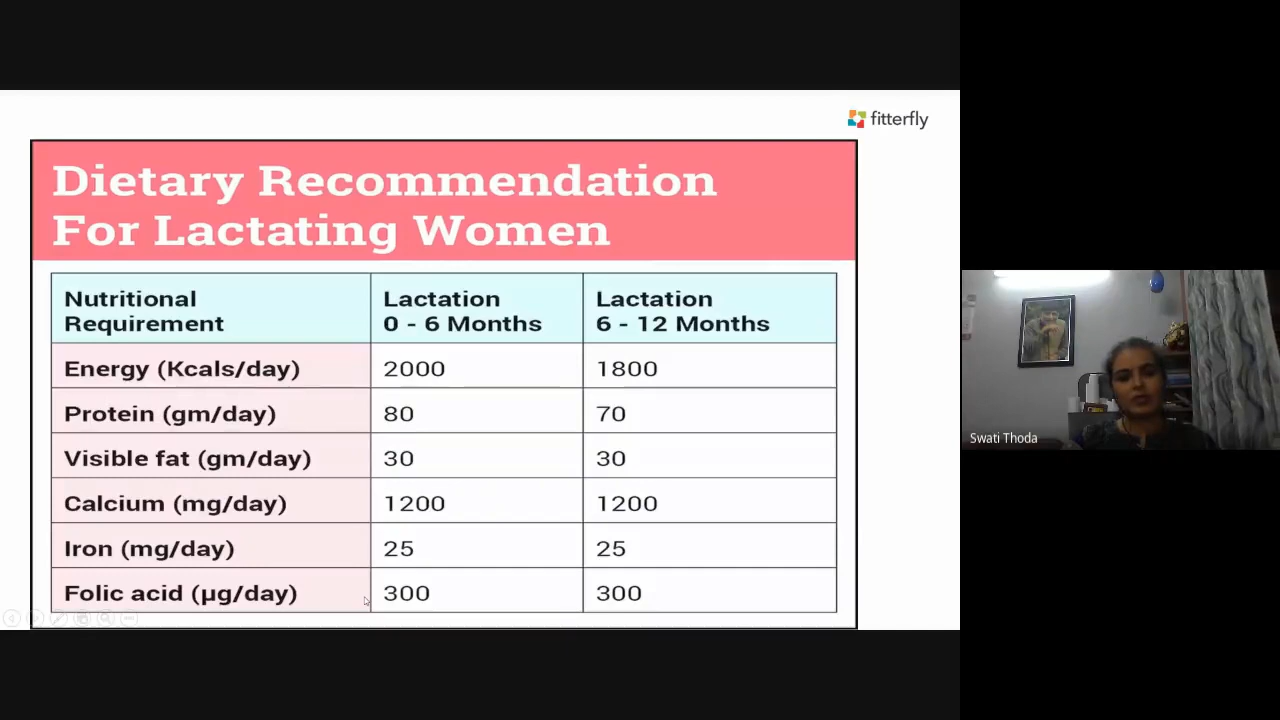 fitterfly
Dietary Recommendation
For Lactating Women
Nutritional Requirement | Lactation 0 - 6 Months | Lactation 6 - 12 Months
Energy (Kcals/day) 2000 1800
Protein (gm/day) 80 70
Visible fat (gm/day) 30 30
Calcium (mg/day) 1200 1200
Iron (mg/day) 25 25
Folic acid (µg/day) 300 300
Swati Thoda